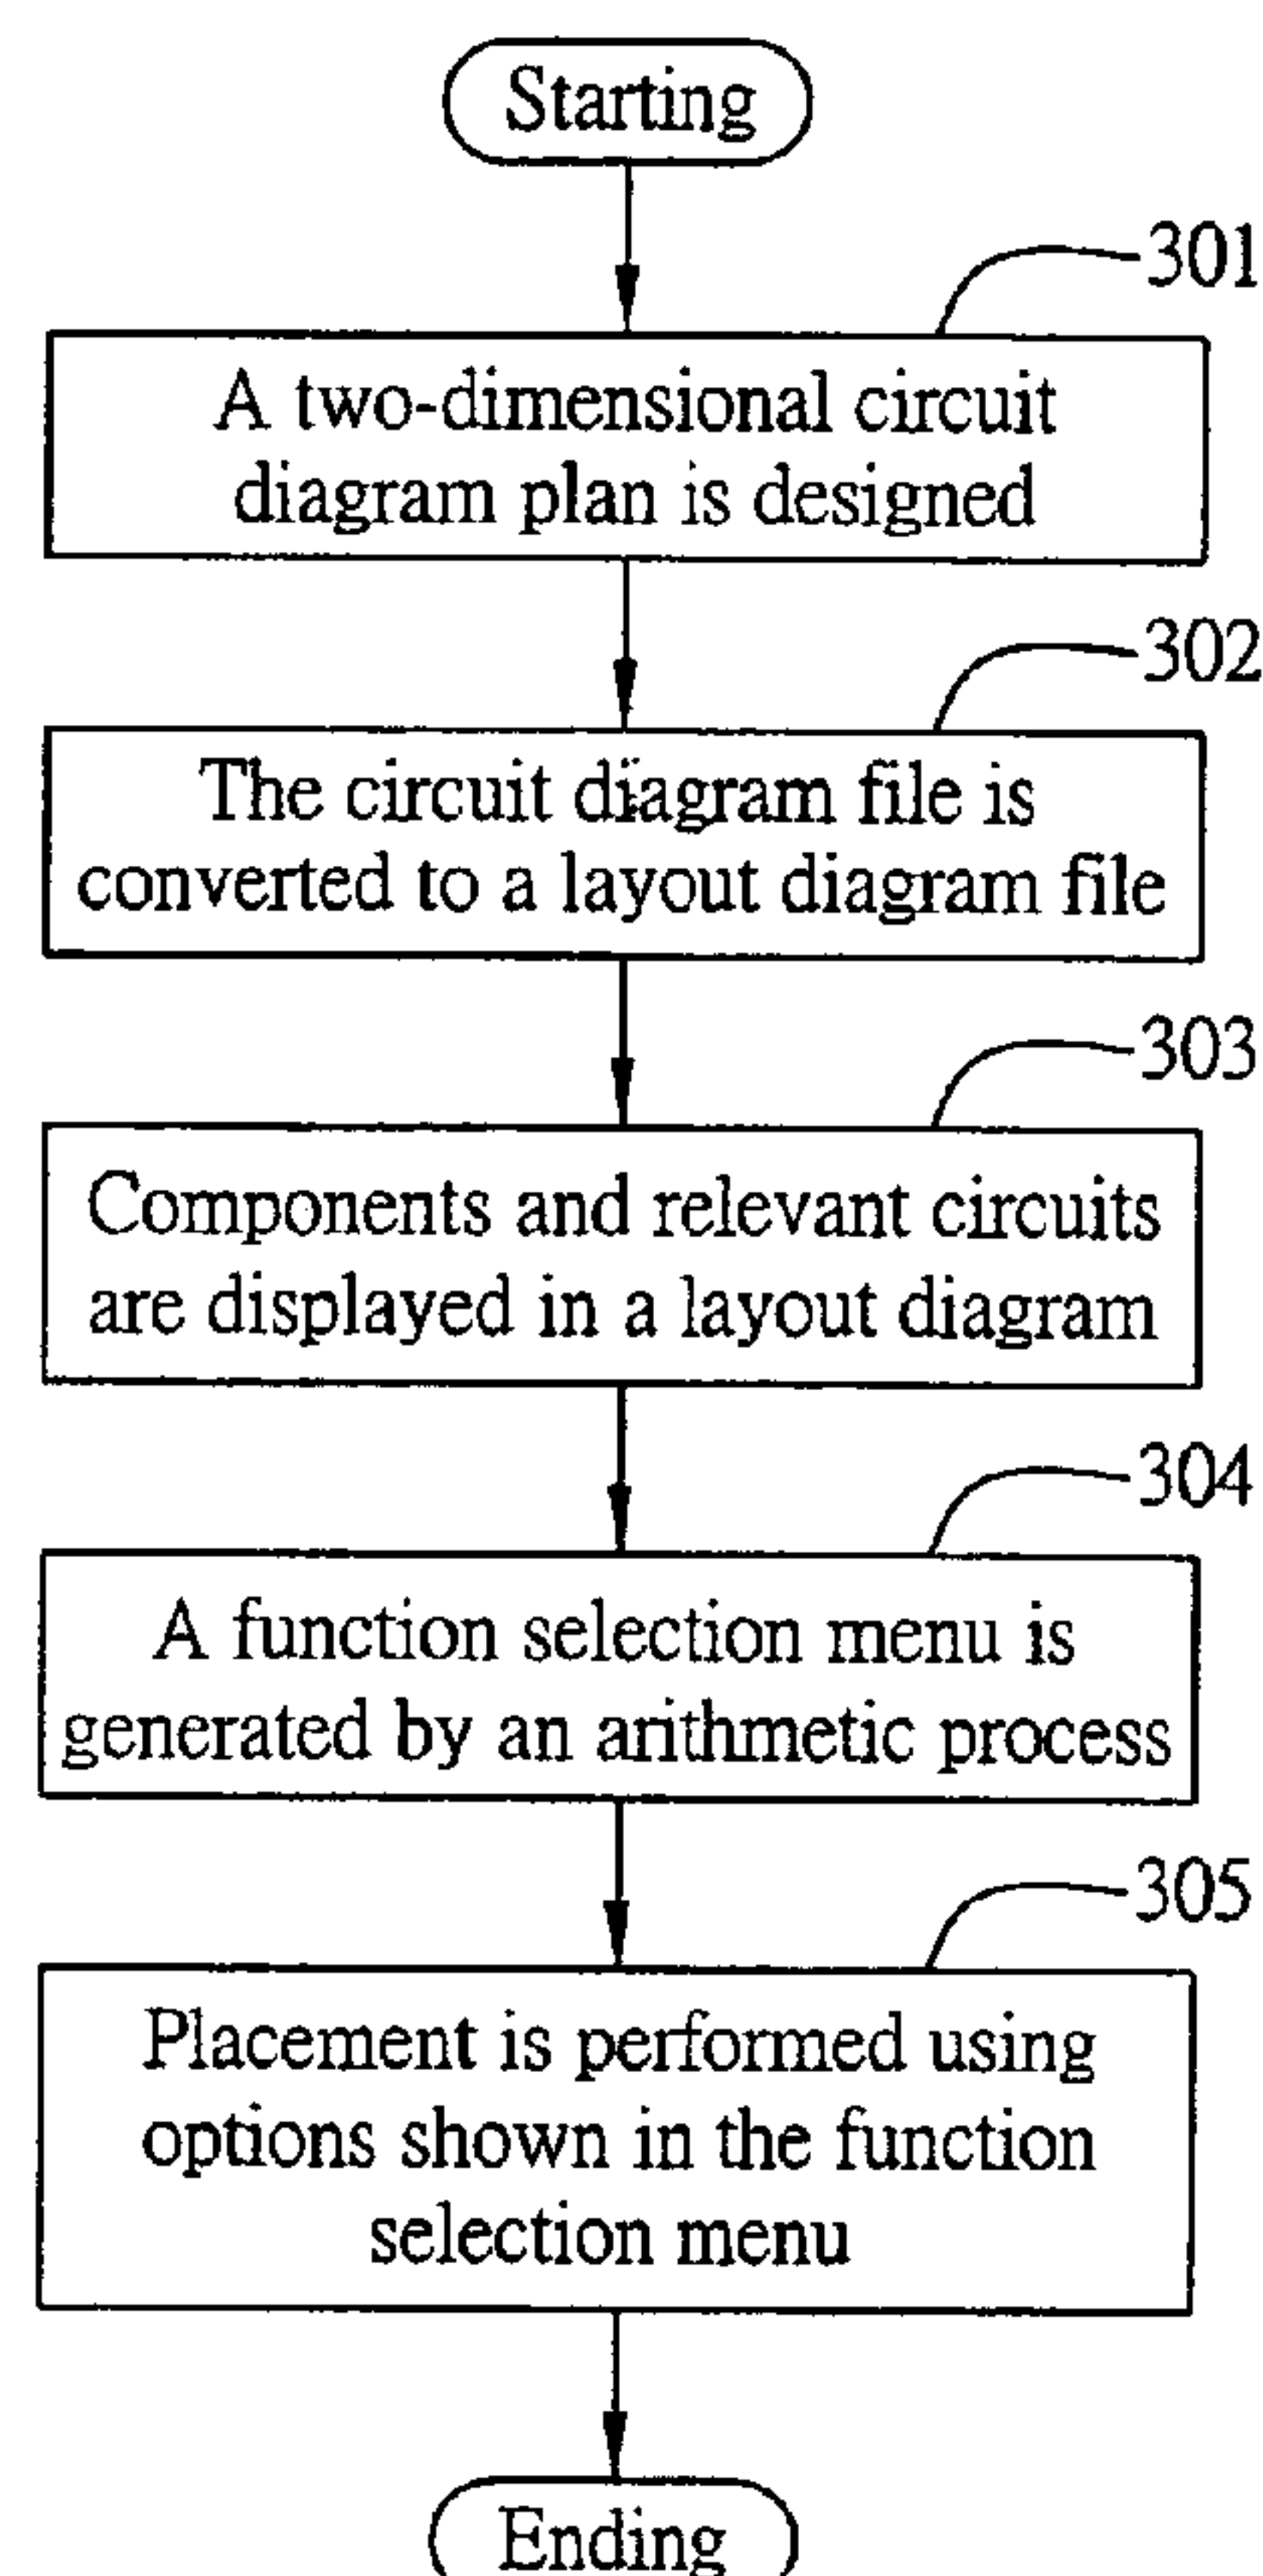 Starting
301
A two-dimensional circuit
diagram plan is designed
302
The circuit diagram file is
converted to a layout diagram file
303
Components and relevant circuits
are displayed in a layout diagram
304
A function selection menu is
generated by an arithmetic process
305
Placement is performed using
options shown in the function
selection menu
Ending